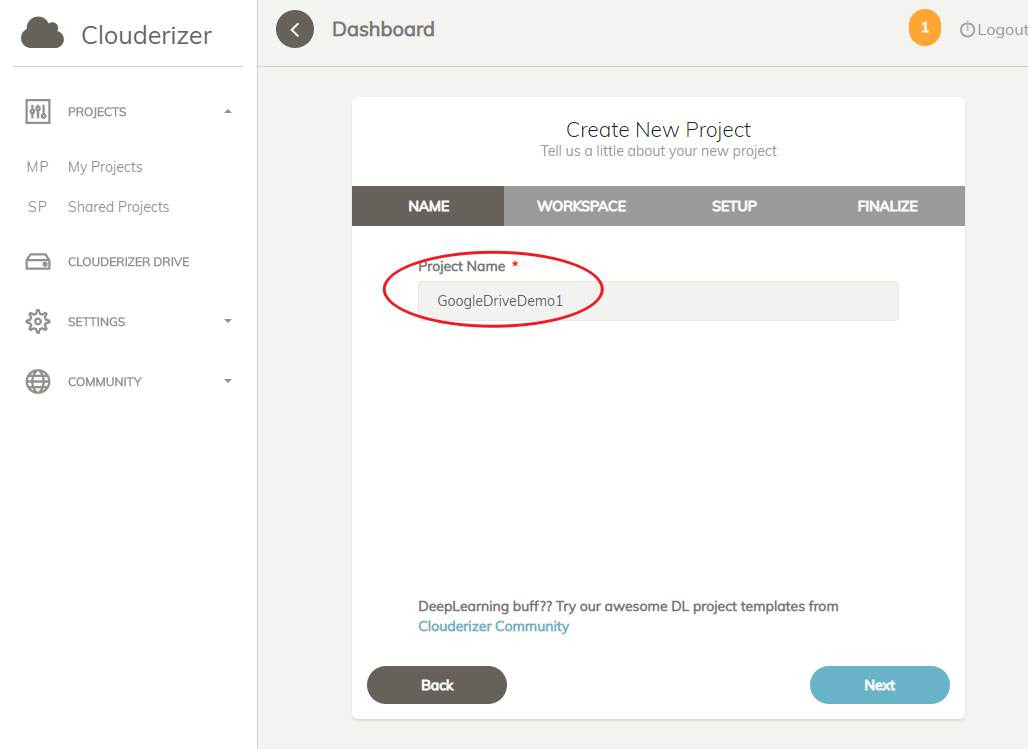 Clouderizer
Dashboard
1
Logout
PROJECTS
MP My Projects
SP Shared Projects
CLOUDERIZER DRIVE
SETTINGS
COMMUNITY
Create New Project
Tell us a little about your new project
NAME WORKSPACE SETUP FINALIZE
Project Name *
GoogleDriveDemo1
DeepLearning buff?? Try our awesome DL project templates from
Clouderizer Community
Back Next